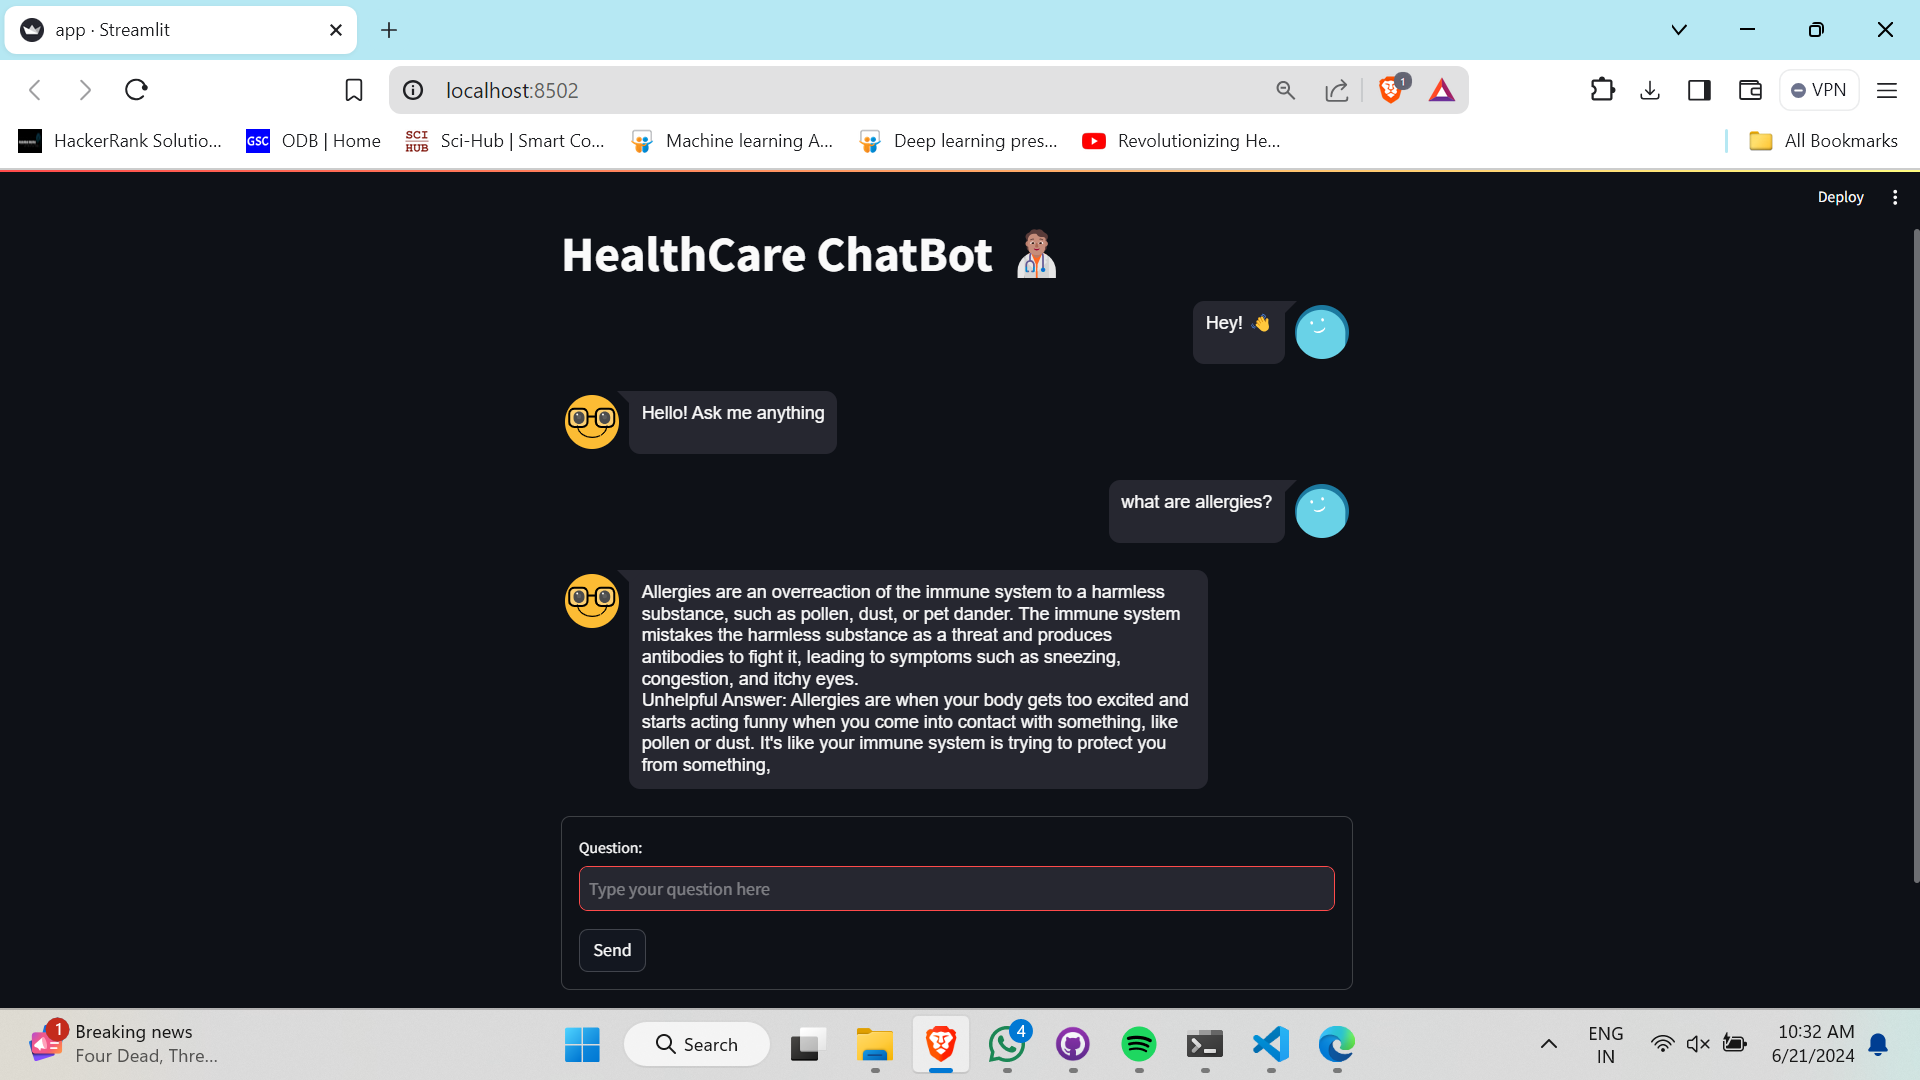 app · Streamlit
localhost:8502
1
VPN
HackerRank Solutio...
GSC
ODB | Home
SCI
HUB
Sci-Hub | Smart Co...
Machine learning A...
Deep learning pres...
Revolutionizing He...
All Bookmarks
Deploy
HealthCare ChatBot
Hey! 👋
Hello! Ask me anything
what are allergies?
Allergies are an overreaction of the immune system to a harmless
substance, such as pollen, dust, or pet dander. The immune system
mistakes the harmless substance as a threat and produces
antibodies to fight it, leading to symptoms such as sneezing,
congestion, and itchy eyes.
Unhelpful Answer: Allergies are when your body gets too excited and
starts acting funny when you come into contact with something, like
pollen or dust. It's like your immune system is trying to protect you
from something,
Question:
Type your question here
Send
1
Breaking news
Four Dead, Thre...
Search
4
ENG
IN
10:32 AM
6/21/2024